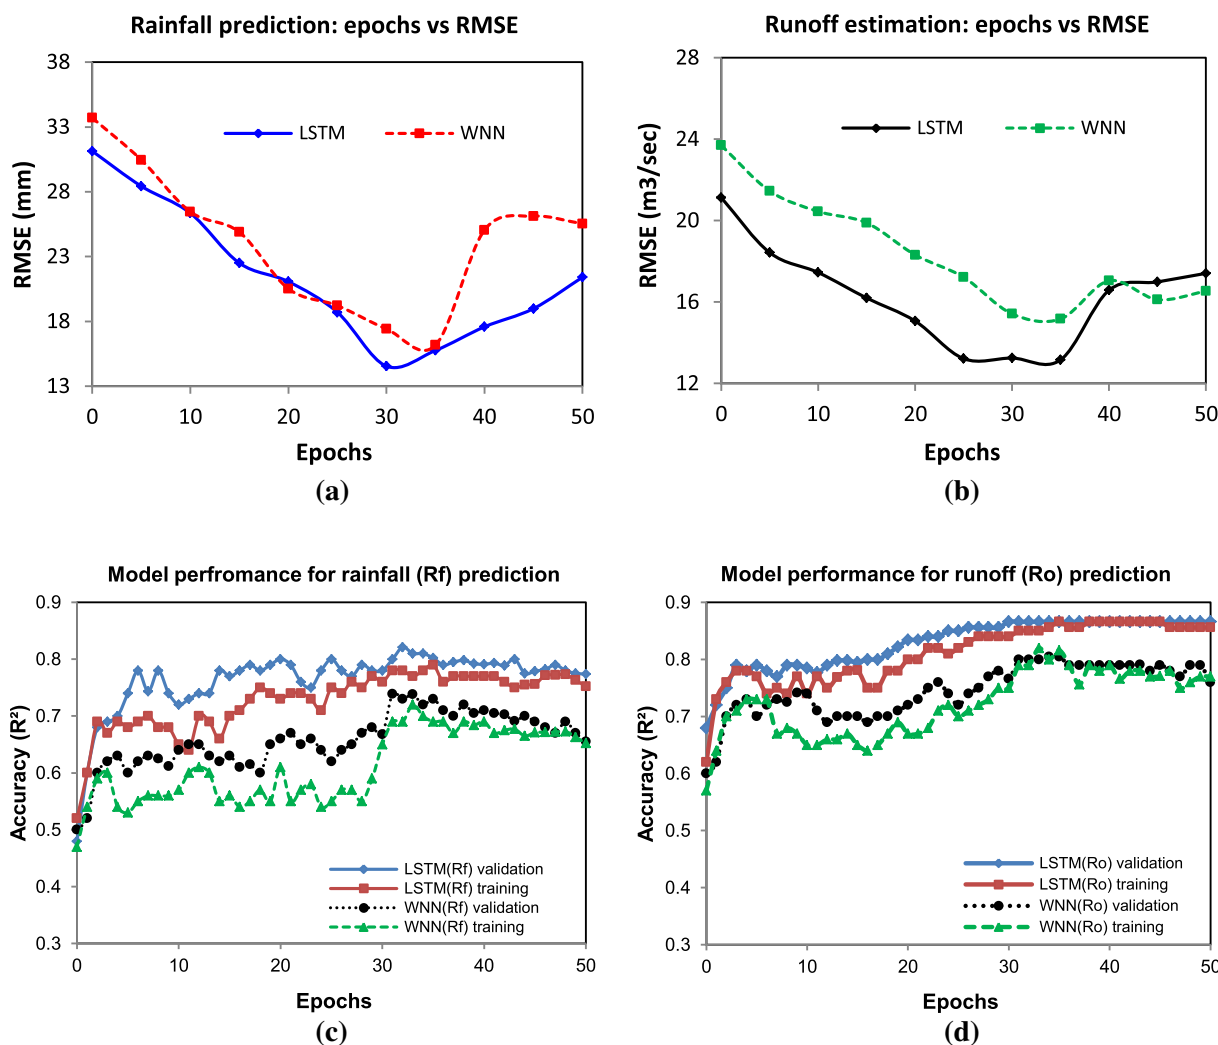 Rainfall prediction: epochs vs RMSE
38
33
28
23
18
13
RMSE (mm)
LSTM WNN
0 10 20 30 40 50
Epochs
(a)
Runoff estimation: epochs vs RMSE
28
24
20
16
12
RMSE (m3/sec)
LSTM WNN
0 10 20 30 40 50
Epochs
(b)
Model perfromance for rainfall (Rf) prediction
0.9
0.8
0.7
0.6
0.5
0.4
0.3
Accuracy (R²)
LSTM(Rf) validation
LSTM(Rf) training
WNN(Rf) validation
WNN(Rf) training
0 10 20 30 40 50
Epochs
(c)
Model performance for runoff (Ro) prediction
0.9
0.8
0.7
0.6
0.5
0.4
0.3
Accuracy (R²)
LSTM(Ro) validation
LSTM(Ro) training
WNN(Ro) validation
WNN(Ro) training
0 10 20 30 40 50
Epochs
(d)